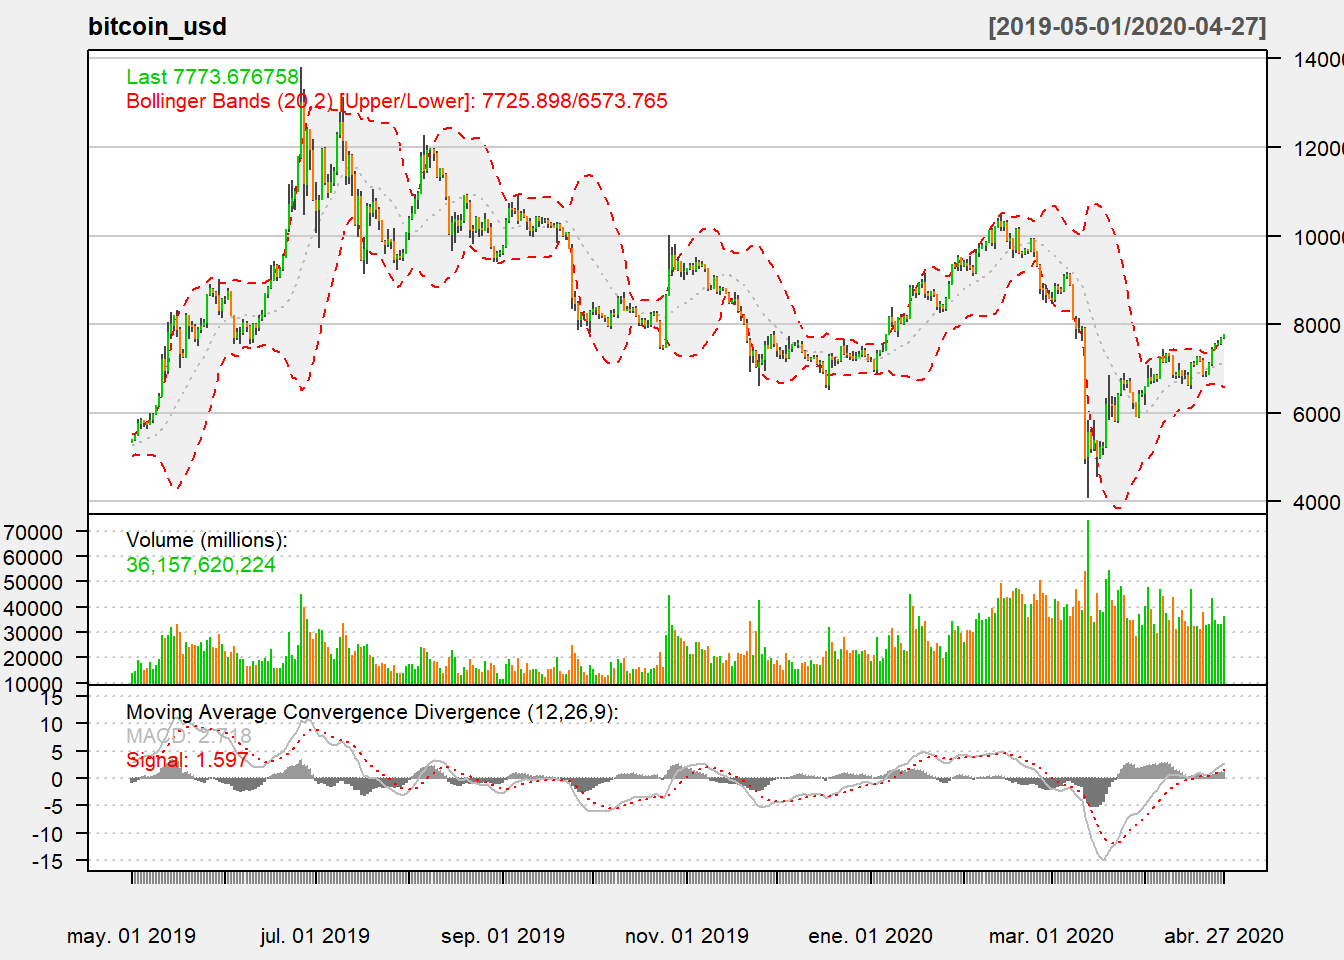 bitcoin_usd
[2019-05-01/2020-04-27]
Last 7773.676758
Bollinger Bands (20,2) [Upper/Lower]: 7725.898/6573.765
14000
12000
10000
8000
6000
4000
Volume (millions):
36,157,620,224
70000
60000
50000
40000
30000
20000
10000
Moving Average Convergence Divergence (12,26,9):
MACD: 2.718
Signal: 1.597
15
10
5
0
-5
-10
-15
may. 01 2019
jul. 01 2019
sep. 01 2019
nov. 01 2019
ene. 01 2020
mar. 01 2020
abr. 27 2020